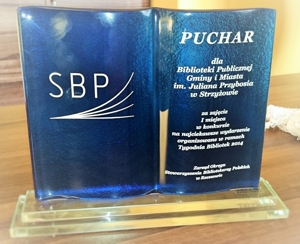 SBP
PUCHAR
dla
Biblioteki Publicznej
Gminy i Miasta
im. Juliana Przybosia
w Strzyżowie
za zajęcie
I miejsca
w konkursie
na najciekawsze wydarzenie
organizowane w ramach
Tygodnia Bibliotek 2014
Zarząd Okręgu
Stowarzyszenia Bibliotekarzy Polskich
w Rzeszowie